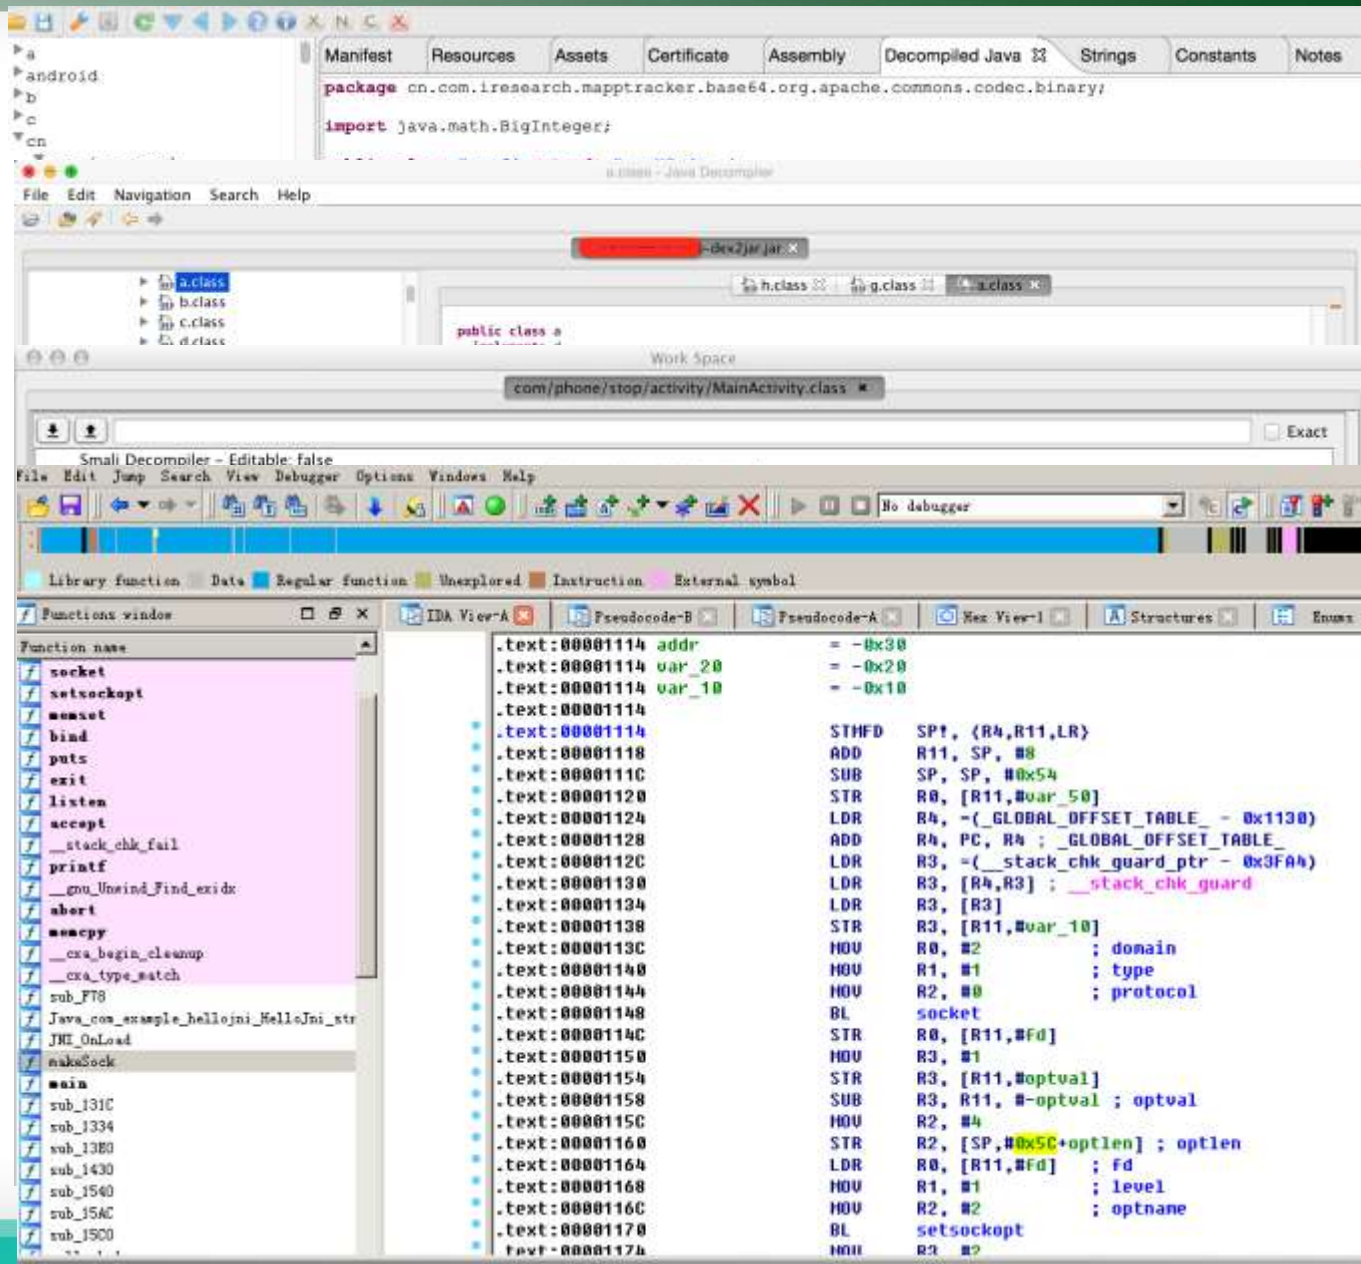 X. N. C. X
a
android
b
c
cn
Manifest Resources Assets Certificate Assembly Decompiled Java Strings Constants Notes
package cn.com.iresearch.mapptracker.base64.org.apache.commons.codec.binary;
import java.math.BigInteger;
a.class - Java Decompiler
File Edit Navigation Search Help
-dex2jar.jar
a.class
b.class
c.class
d.class
h.class g.class a.class
public class a
implements d
Work Space
com/phone/stop/activity/MainActivity.class
Exact
Smali Decompiler - Editable: false
File Edit Jump Search View Debugger Options Windows Help
No debugger
Library function Data Regular function Unexplored Instruction External symbol
Functions window
IDA View-A Pseudocode-B Pseudocode-A Hex View-1 Structures Enums
Function name
socket
setsockopt
memset
bind
puts
exit
listen
accept
__stack_chk_fail
printf
__gnu_Unwind_Find_exidx
abort
memcpy
__cxa_begin_cleanup
__cxa_type_match
sub_F78
Java_com_example_hellojni_HelloJni_str
JNI_OnLoad
makeSock
main
sub_131C
sub_1334
sub_13E0
sub_1430
sub_1540
sub_15AC
sub_15C0
.text:00001114 addr = -0x30
.text:00001114 var_20 = -0x20
.text:00001114 var_10 = -0x10
.text:00001114
.text:00001114 STMFD SP!, {R4,R11,LR}
.text:00001118 ADD R11, SP, #8
.text:0000111C SUB SP, SP, #0x54
.text:00001120 STR R0, [R11,#var_50]
.text:00001124 LDR R4, =(_GLOBAL_OFFSET_TABLE_ - 0x1130)
.text:00001128 ADD R4, PC, R4 ; _GLOBAL_OFFSET_TABLE_
.text:0000112C LDR R3, =(__stack_chk_guard_ptr - 0x3FA4)
.text:00001130 LDR R3, [R4,R3] ; __stack_chk_guard
.text:00001134 LDR R3, [R3]
.text:00001138 STR R3, [R11,#var_10]
.text:0000113C MOV R0, #2 ; domain
.text:00001140 MOV R1, #1 ; type
.text:00001144 MOV R2, #0 ; protocol
.text:00001148 BL socket
.text:0000114C STR R0, [R11,#fd]
.text:00001150 MOV R3, #1
.text:00001154 STR R3, [R11,#optval]
.text:00001158 SUB R3, R11, #-optval ; optval
.text:0000115C MOV R2, #4
.text:00001160 STR R2, [SP,#0x5C+optlen] ; optlen
.text:00001164 LDR R0, [R11,#fd] ; fd
.text:00001168 MOV R1, #1 ; level
.text:0000116C MOV R2, #2 ; optname
.text:00001170 BL setsockopt
.text:00001174 MOV R3, #2